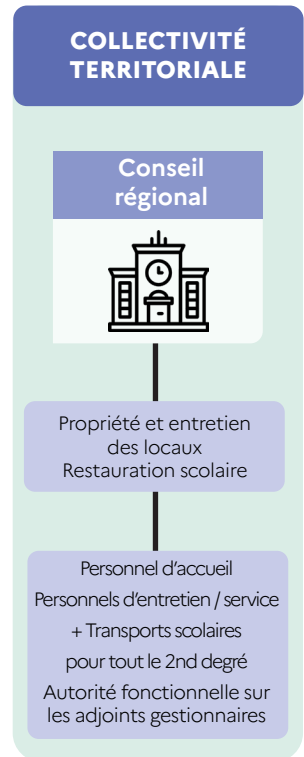 COLLECTIVITÉ
TERRITORIALE
Conseil
régional
Propriété et entretien
des locaux
Restauration scolaire
Personnel d'accueil
Personnels d'entretien / service
+ Transports scolaires
pour tout le 2nd degré
Autorité fonctionnelle sur
les adjoints gestionnaires